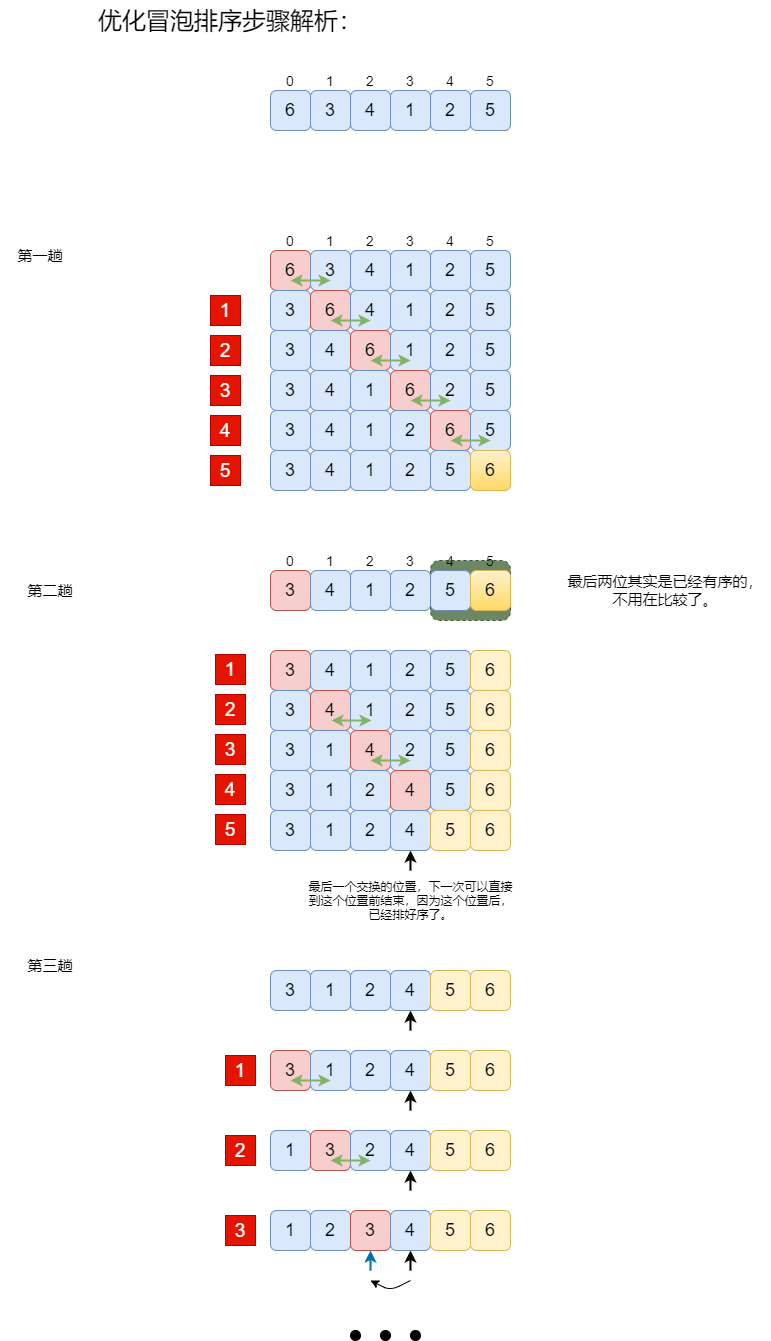 优化冒泡排序步骤解析：
0 1 2 3 4 5
6 3 4 1 2 5
第一趟
0 1 2 3 4 5
6 3 4 1 2 5
1 3 6 4 1 2 5
2 3 4 6 1 2 5
3 3 4 1 6 2 5
4 3 4 1 2 6 5
5 3 4 1 2 5 6
第二趟
0 1 2 3 4 5
3 4 1 2 5 6
最后两位其实是已经有序的，
不用在比较了。
1 3 4 1 2 5 6
2 3 4 1 2 5 6
3 3 1 4 2 5 6
4 3 1 2 4 5 6
5 3 1 2 4 5 6
最后一个交换的位置，下一次可以直接
到这个位置前结束，因为这个位置后，
已经排好序了。
第三趟
3 1 2 4 5 6
1 3 1 2 4 5 6
2 1 3 2 4 5 6
3 1 2 3 4 5 6